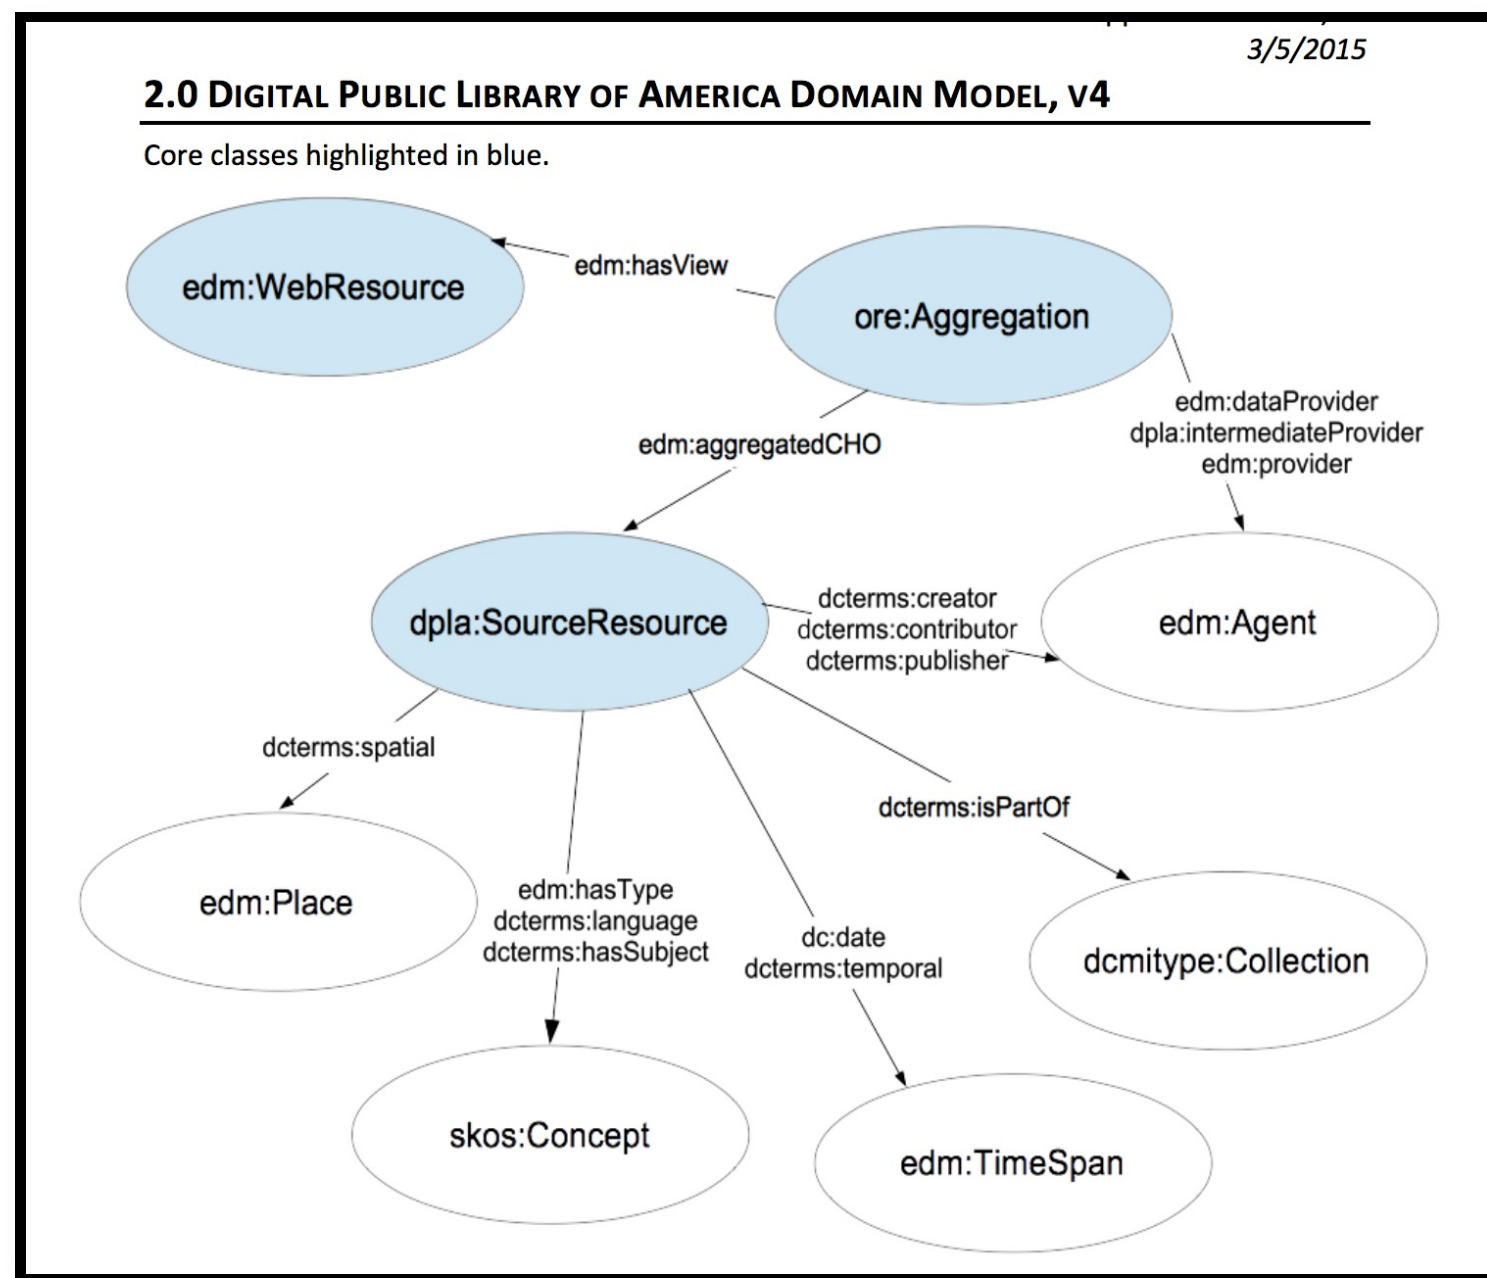 3/5/2015
2.0 DIGITAL PUBLIC LIBRARY OF AMERICA DOMAIN MODEL, V4
Core classes highlighted in blue.
edm:WebResource
edm:hasView
ore:Aggregation
edm:dataProvider
dpla:intermediateProvider
edm:provider
edm:aggregatedCHO
dpla:SourceResource
dcterms:creator
dcterms:contributor
dcterms:publisher
edm:Agent
dcterms:spatial
dcterms:isPartOf
edm:Place
edm:hasType
dcterms:language
dcterms:hasSubject
dc:date
dcterms:temporal
dcmitype:Collection
skos:Concept
edm:TimeSpan